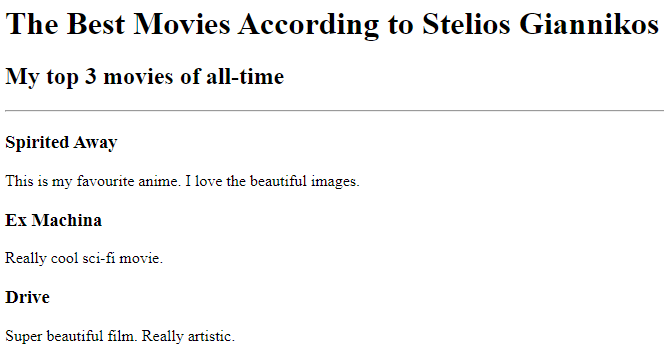 The Best Movies According to Stelios Giannikos
My top 3 movies of all-time
Spirited Away
This is my favourite anime. I love the beautiful images.
Ex Machina
Really cool sci-fi movie.
Drive
Super beautiful film. Really artistic.